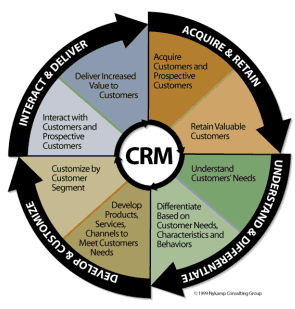 INTERACT & DELIVER
ACQUIRE & RETAIN
UNDERSTAND & DIFFERENTIATE
DEVELOP & CUSTOMIZE
Acquire
Customers and
Prospective
Customers
Retain Valuable
Customers
Understand
Customers' Needs
Differentiate
Based on
Customer Needs,
Characteristics and
Behaviors
Develop
Products,
Services,
Channels to
Meet Customers
Needs
Customize by
Customer
Segment
Interact with
Customers and
Prospective
Customers
Deliver Increased
Value to
Customers
CRM
© 1999 Nykamp Consulting Group